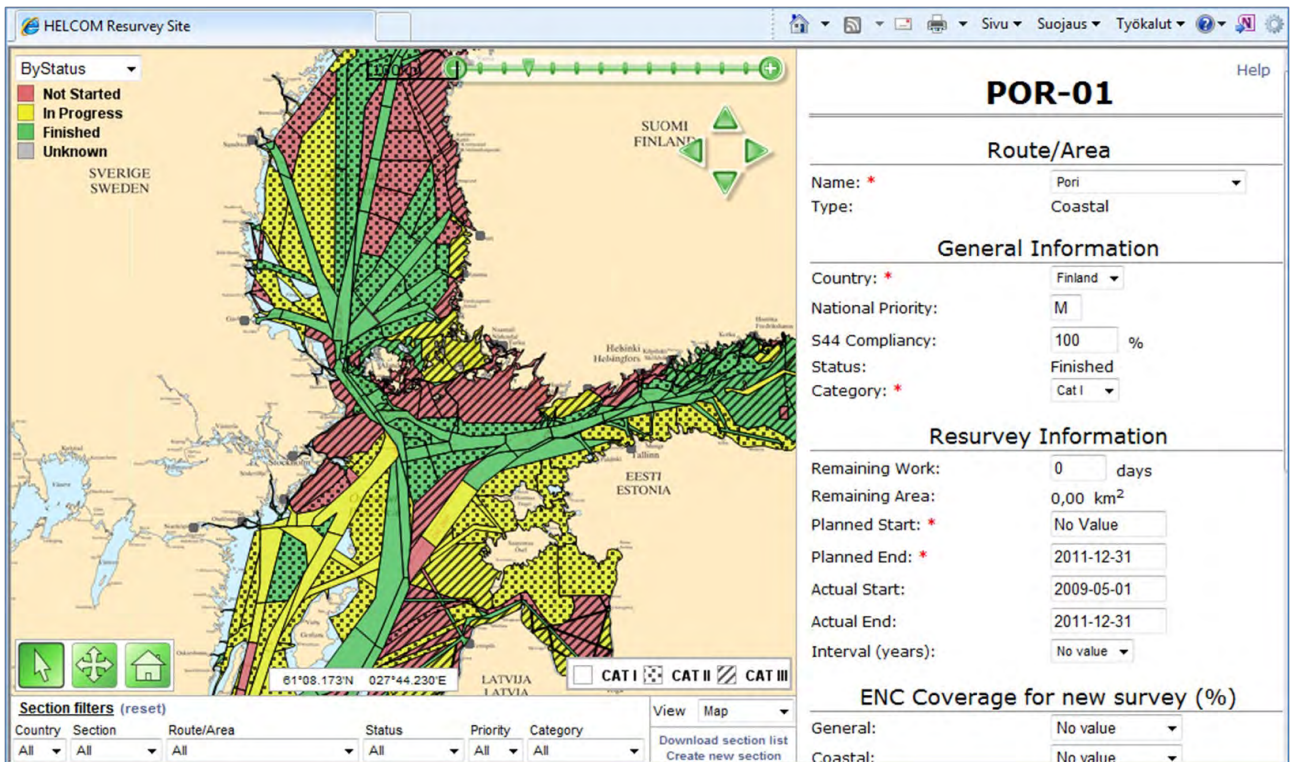 HELCOM Resurvey Site
Sivu Suojaus Työkalut
ByStatus
Not Started
In Progress
Finished
Unknown
SVERIGE
SWEDEN
SUOMI
FINLAND
Helsinki
Helsingfors
Tallinn
EESTI
ESTONIA
Stockholm
LATVIJA
LATVIA
61°08.173'N 027°44.230'E
CAT I CAT II CAT III
Section filters (reset)
Country Section Route/Area Status Priority Category
All All All All All All
View Map
Download section list
Create new section
Help
POR-01
Route/Area
Name: * Pori
Type: Coastal
General Information
Country: * Finland
National Priority: M
S44 Compliancy: 100 %
Status: Finished
Category: * Cat I
Resurvey Information
Remaining Work: 0 days
Remaining Area: 0,00 km²
Planned Start: * No Value
Planned End: * 2011-12-31
Actual Start: 2009-05-01
Actual End: 2011-12-31
Interval (years): No value
ENC Coverage for new survey (%)
General: No value
Coastal: No value